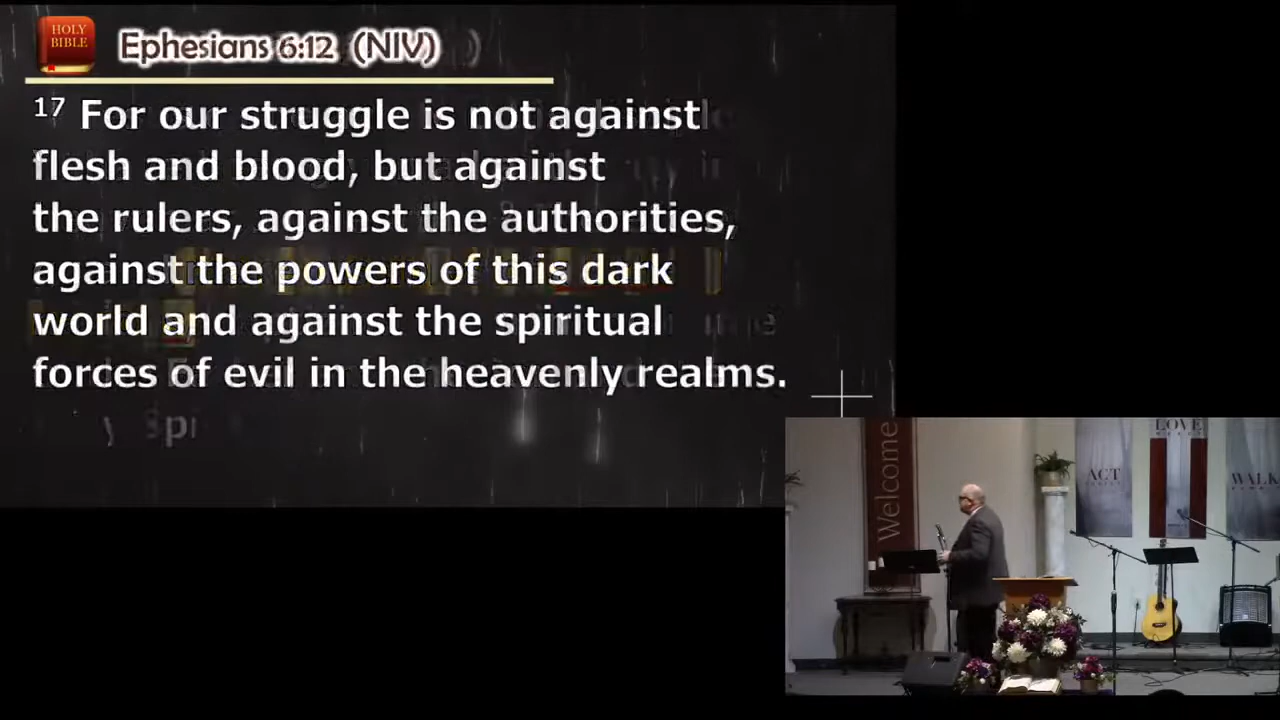 HOLY
BIBLE
Ephesians 6:12 (NIV)
17 For our struggle is not against
flesh and blood, but against
the rulers, against the authorities,
against the powers of this dark
world and against the spiritual
forces of evil in the heavenly realms.
Welcome
ACT
LOVE
MERCY
WALK